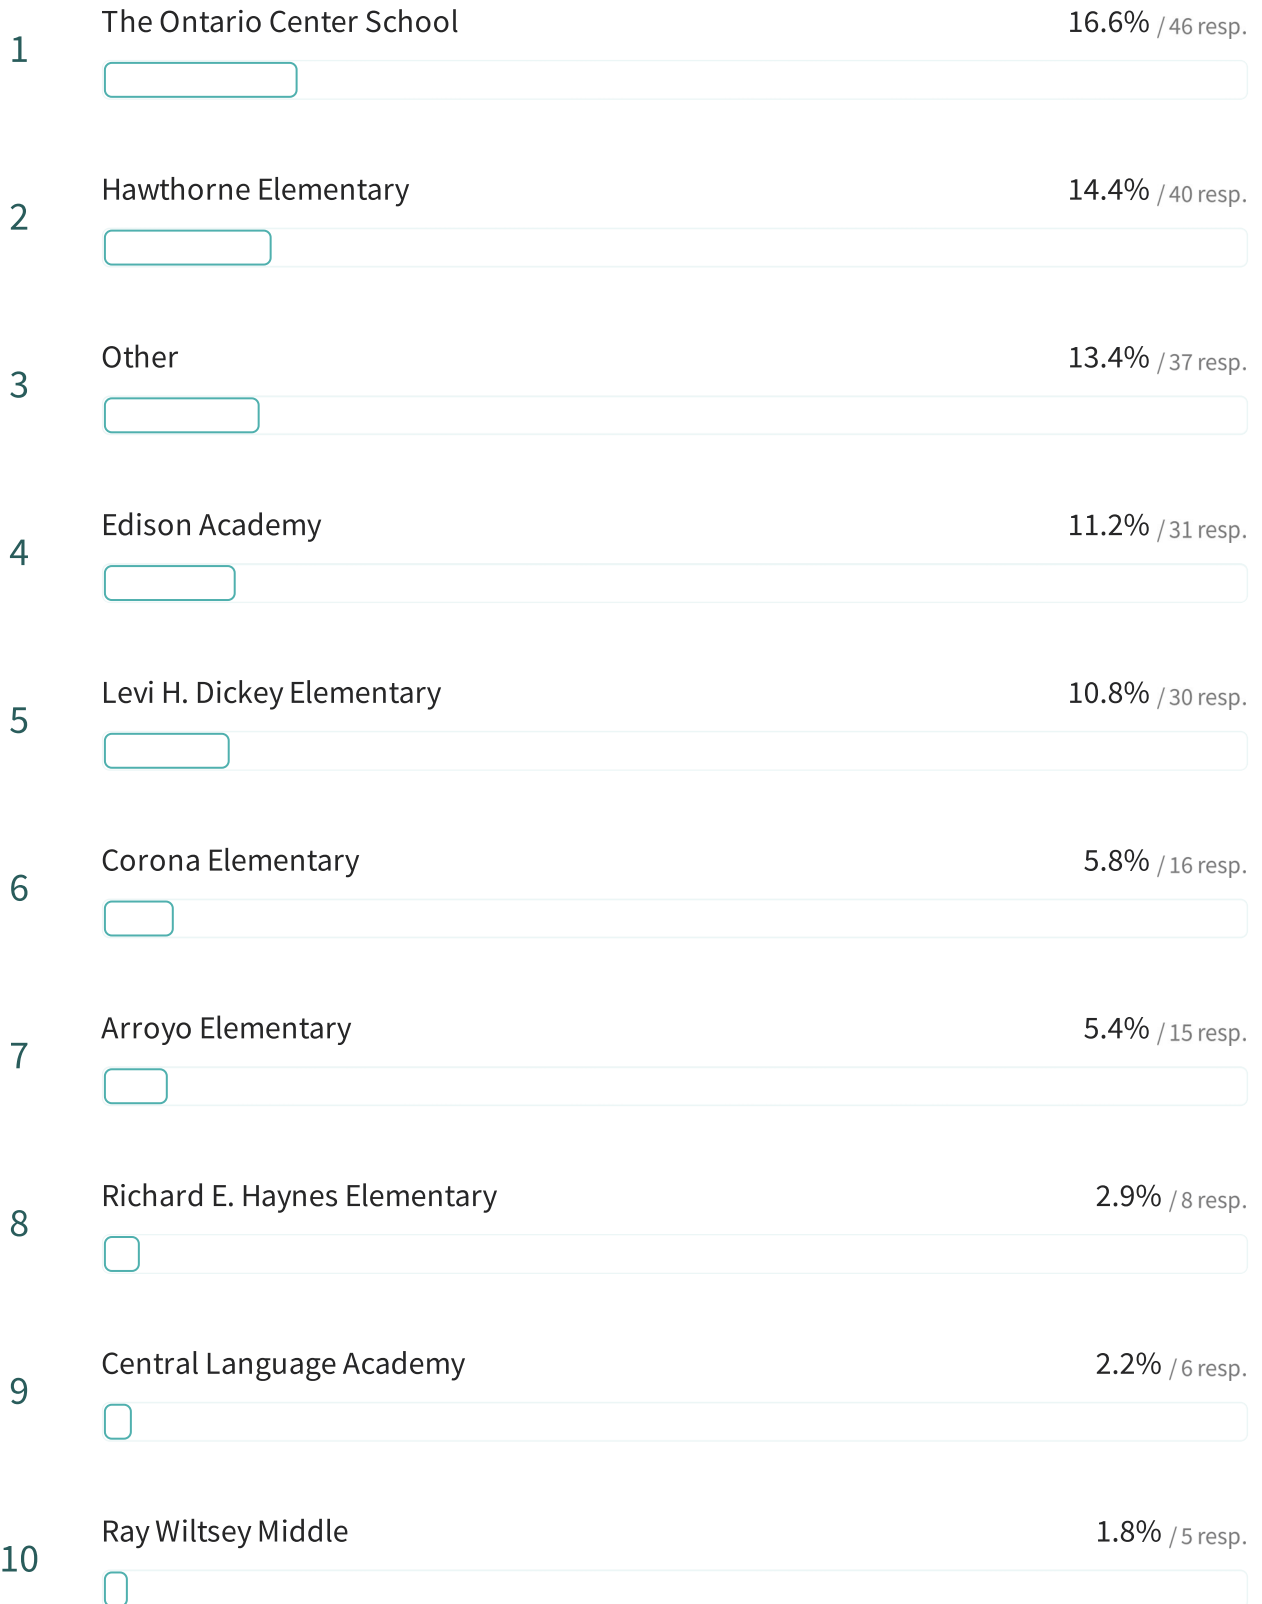 1
The Ontario Center School 16.6% / 46 resp.
2
Hawthorne Elementary 14.4% / 40 resp.
3
Other 13.4% / 37 resp.
4
Edison Academy 11.2% / 31 resp.
5
Levi H. Dickey Elementary 10.8% / 30 resp.
6
Corona Elementary 5.8% / 16 resp.
7
Arroyo Elementary 5.4% / 15 resp.
8
Richard E. Haynes Elementary 2.9% / 8 resp.
9
Central Language Academy 2.2% / 6 resp.
10
Ray Wiltsey Middle 1.8% / 5 resp.